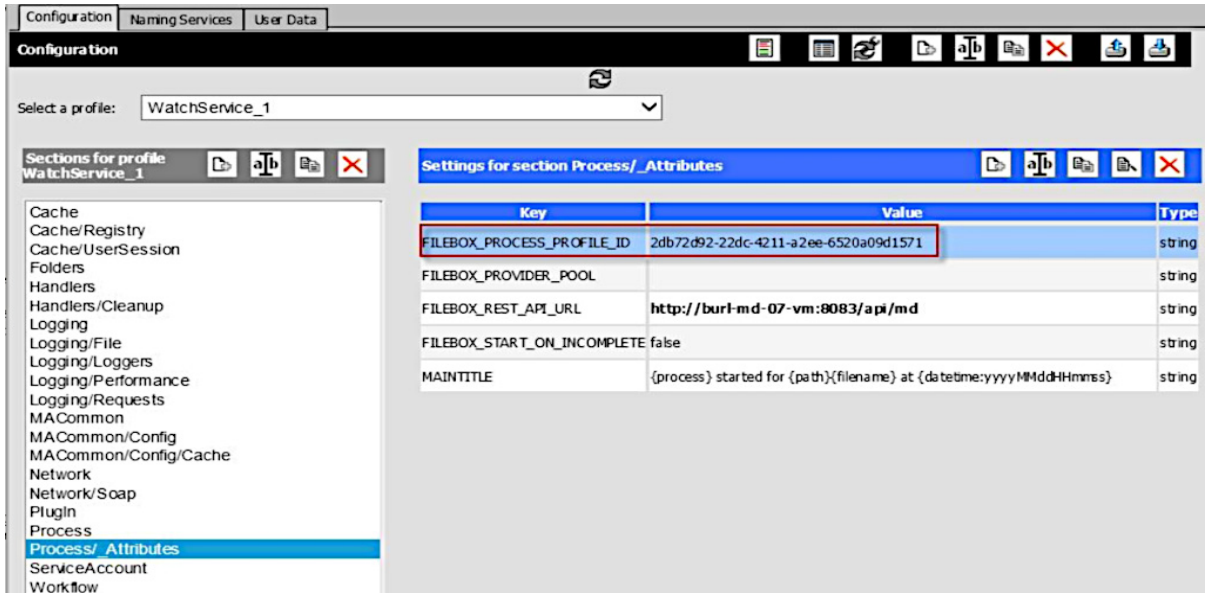 Configuration Naming Services User Data
Configuration
Select a profile: WatchService_1
Sections for profile
WatchService_1
Cache
Cache/Registry
Cache/UserSession
Folders
Handlers
Handlers/Cleanup
Logging
Logging/File
Logging/Loggers
Logging/Performance
Logging/Requests
MACommon
MACommon/Config
MACommon/Config/Cache
Network
Network/Soap
PlugIn
Process
Process/_Attributes
ServiceAccount
Workflow
Settings for section Process/_Attributes
Key Value Type
FILEBOX_PROCESS_PROFILE_ID 2db72d92-22dc-4211-a2ee-6520a09d1571 string
FILEBOX_PROVIDER_POOL string
FILEBOX_REST_API_URL http://burl-md-07-vm:8083/api/md string
FILEBOX_START_ON_INCOMPLETE false string
MAINTITLE {process} started for {path}{filename} at {datetime:yyyyMMddHHmmss} string